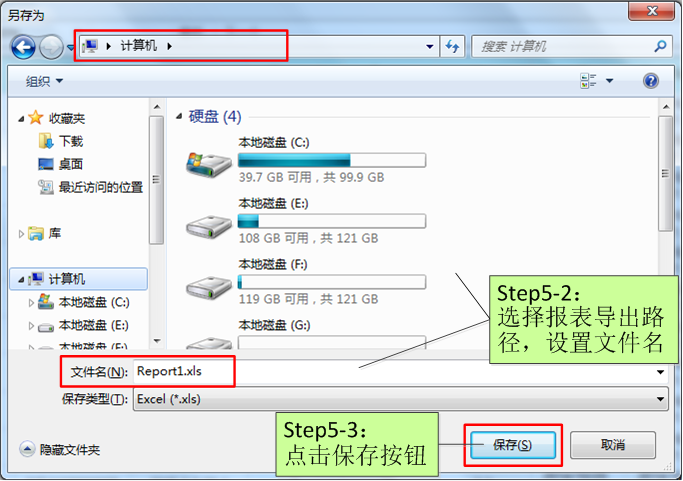 另存为
计算机
搜索 计算机
组织
收藏夹
下载
桌面
最近访问的位置
库
计算机
本地磁盘 (C:)
本地磁盘 (E:)
本地磁盘 (F:)
硬盘 (4)
本地磁盘 (C:)
39.7 GB 可用，共 99.9 GB
本地磁盘 (E:)
108 GB 可用，共 121 GB
本地磁盘 (F:)
119 GB 可用，共 121 GB
本地磁盘 (G:)
Step5-2：
选择报表导出路
径，设置文件名
文件名(N): Report1.xls
保存类型(T): Excel (*.xls)
Step5-3：
点击保存按钮
隐藏文件夹
保存(S)
取消